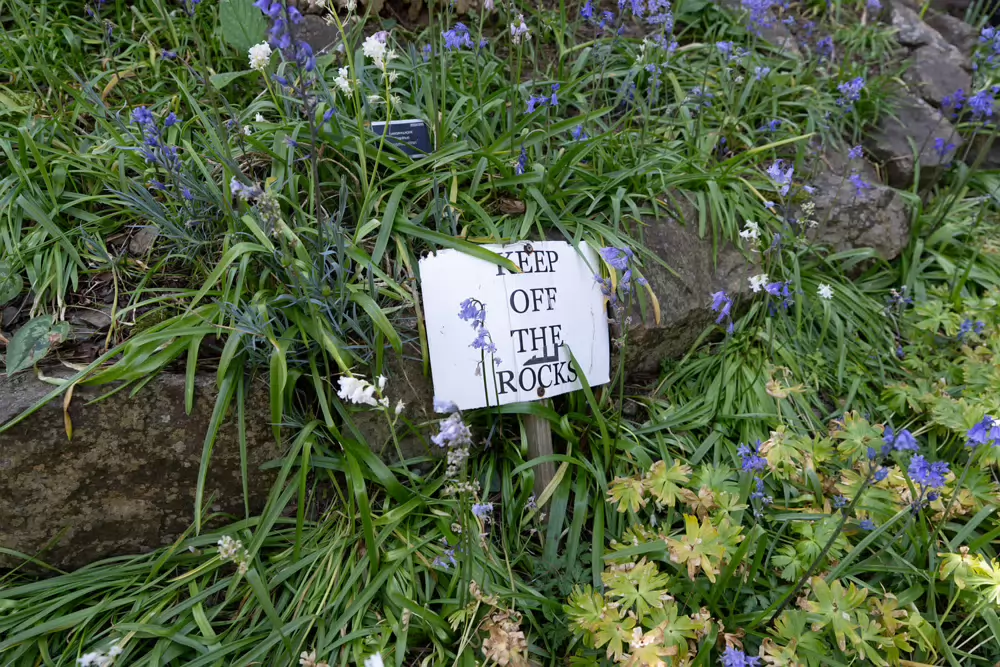 KEEP
OFF
THE
ROCKS